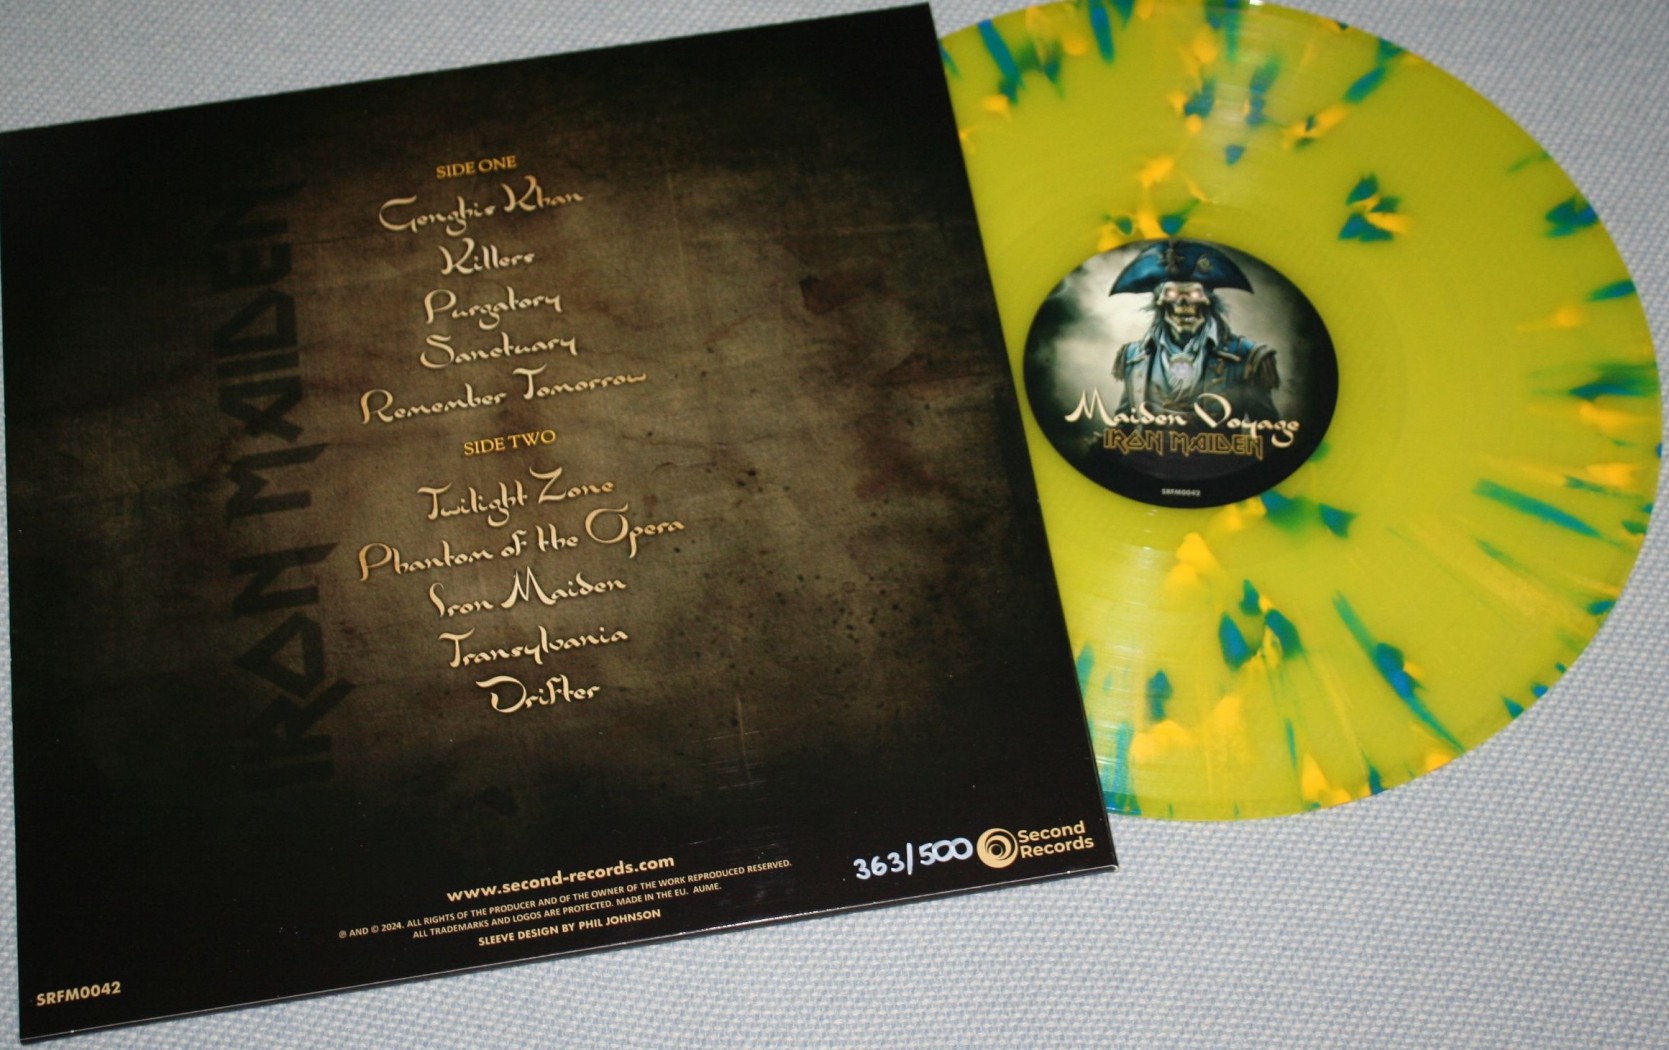 SIDE ONE
Genghis Khan
Killers
Purgatory
Sanctuary
Remember Tomorrow
SIDE TWO
Twilight Zone
Phantom of the Opera
Iron Maiden
Transylvania
Drifter
IRON MAIDEN
www.second-records.com
℗ AND © 2024. ALL RIGHTS OF THE PRODUCER AND OF THE OWNER OF THE WORK REPRODUCED RESERVED.
ALL TRADEMARKS AND LOGOS ARE PROTECTED. MADE IN THE EU. AUME.
SLEEVE DESIGN BY PHIL JOHNSON
363/500
Second
Records
SRFM0042
Maiden Voyage
IRON MAIDEN
SRFM0042